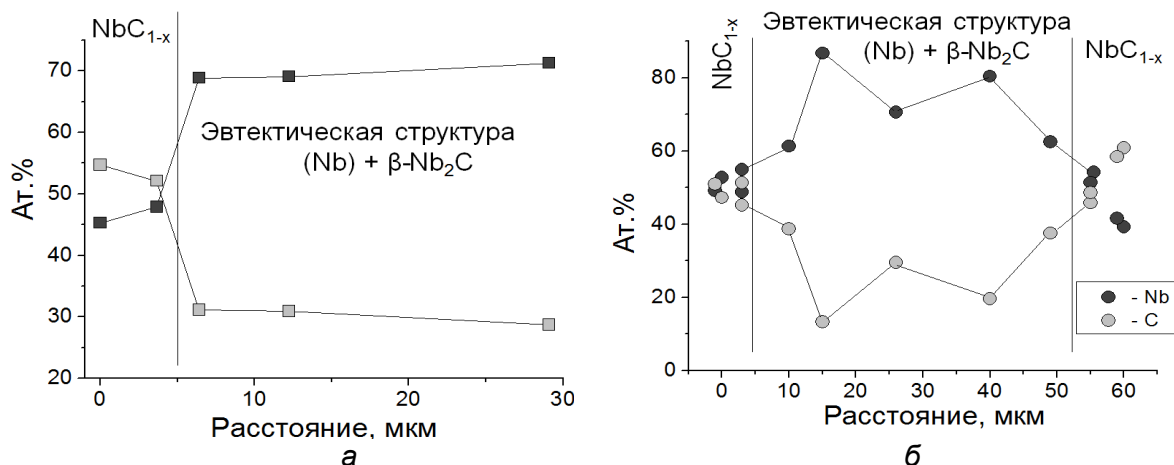 NbC1-x
Эвтектическая структура
(Nb) + β-Nb2C
Ат.%
70
60
50
40
30
20
0
10
20
30
Расстояние, мкм
а
NbC1-x
Эвтектическая структура
(Nb) + β-Nb2C
NbC1-x
Ат.%
80
60
40
20
0
0
10
20
30
40
50
60
- Nb
- C
Расстояние, мкм
б